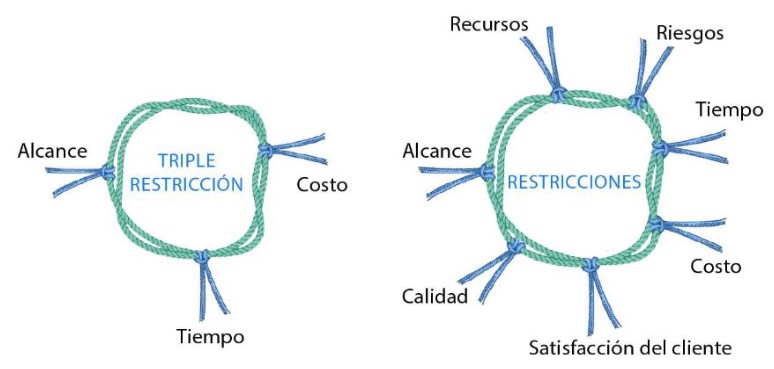 Alcance
TRIPLE
RESTRICCIÓN
Costo
Tiempo
Recursos
Riesgos
Tiempo
Alcance
RESTRICCIONES
Costo
Calidad
Satisfacción del cliente